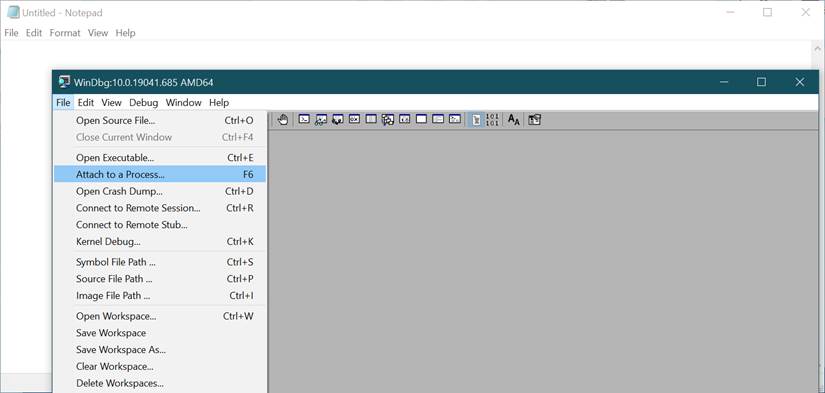 Untitled - Notepad
File Edit Format View Help
WinDbg:10.0.19041.685 AMD64
File Edit View Debug Window Help
Open Source File... Ctrl+O
Close Current Window Ctrl+F4
Open Executable... Ctrl+E
Attach to a Process... F6
Open Crash Dump... Ctrl+D
Connect to Remote Session... Ctrl+R
Connect to Remote Stub...
Kernel Debug... Ctrl+K
Symbol File Path ... Ctrl+S
Source File Path ... Ctrl+P
Image File Path ... Ctrl+I
Open Workspace... Ctrl+W
Save Workspace
Save Workspace As...
Clear Workspace...
Delete Workspaces...